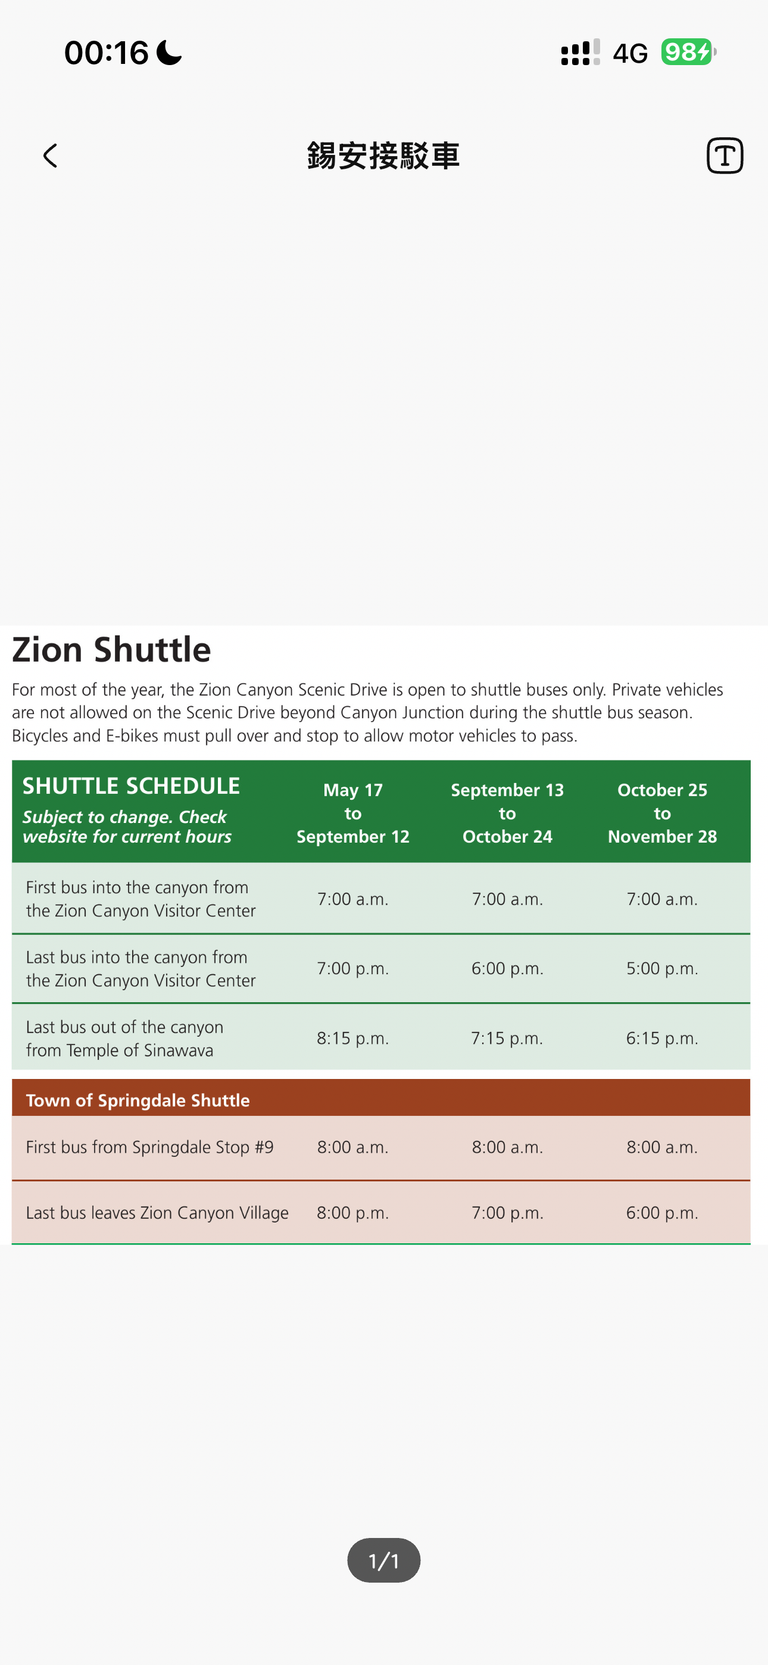 00:16
4G
98
錫安接駁車
T
Zion Shuttle
For most of the year, the Zion Canyon Scenic Drive is open to shuttle buses only. Private vehicles
are not allowed on the Scenic Drive beyond Canyon Junction during the shuttle bus season.
Bicycles and E-bikes must pull over and stop to allow motor vehicles to pass.
SHUTTLE SCHEDULE
Subject to change. Check
website for current hours
May 17
to
September 12
September 13
to
October 24
October 25
to
November 28
First bus into the canyon from
the Zion Canyon Visitor Center
7:00 a.m.
7:00 a.m.
7:00 a.m.
Last bus into the canyon from
the Zion Canyon Visitor Center
7:00 p.m.
6:00 p.m.
5:00 p.m.
Last bus out of the canyon
from Temple of Sinawava
8:15 p.m.
7:15 p.m.
6:15 p.m.
Town of Springdale Shuttle
First bus from Springdale Stop #9
8:00 a.m.
8:00 a.m.
8:00 a.m.
Last bus leaves Zion Canyon Village
8:00 p.m.
7:00 p.m.
6:00 p.m.
1/1